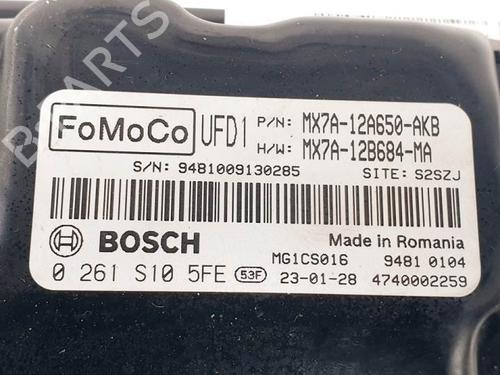 FoMoCo UFD1 P/N: MX7A-12A650-AKB
H/W: MX7A-12B684-MA
S/N: 9481009130285 SITE: S2SZJ
BOSCH Made in Romania
MG1CS016 9481 0104
0 261 S10 5FE 53F 23-01-28 4740002259
B-PARTS